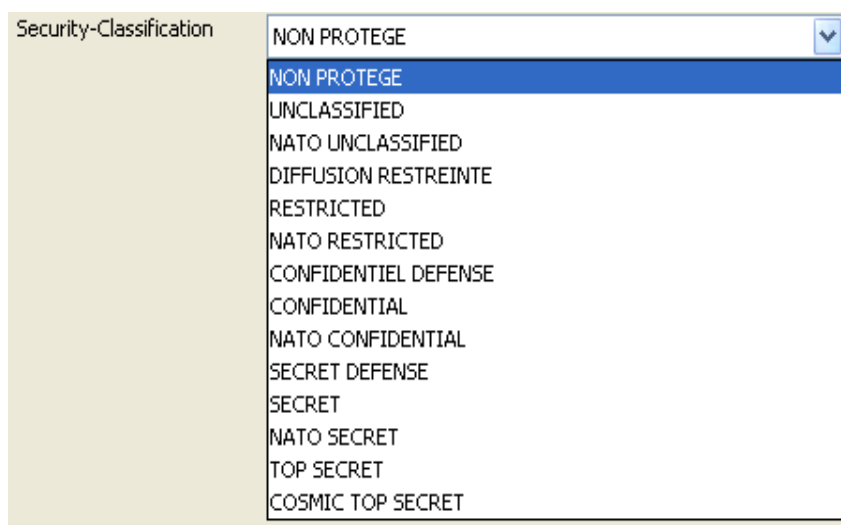 Security-Classification
NON PROTEGE
NON PROTEGE
UNCLASSIFIED
NATO UNCLASSIFIED
DIFFUSION RESTREINTE
RESTRICTED
NATO RESTRICTED
CONFIDENTIEL DEFENSE
CONFIDENTIAL
NATO CONFIDENTIAL
SECRET DEFENSE
SECRET
NATO SECRET
TOP SECRET
COSMIC TOP SECRET